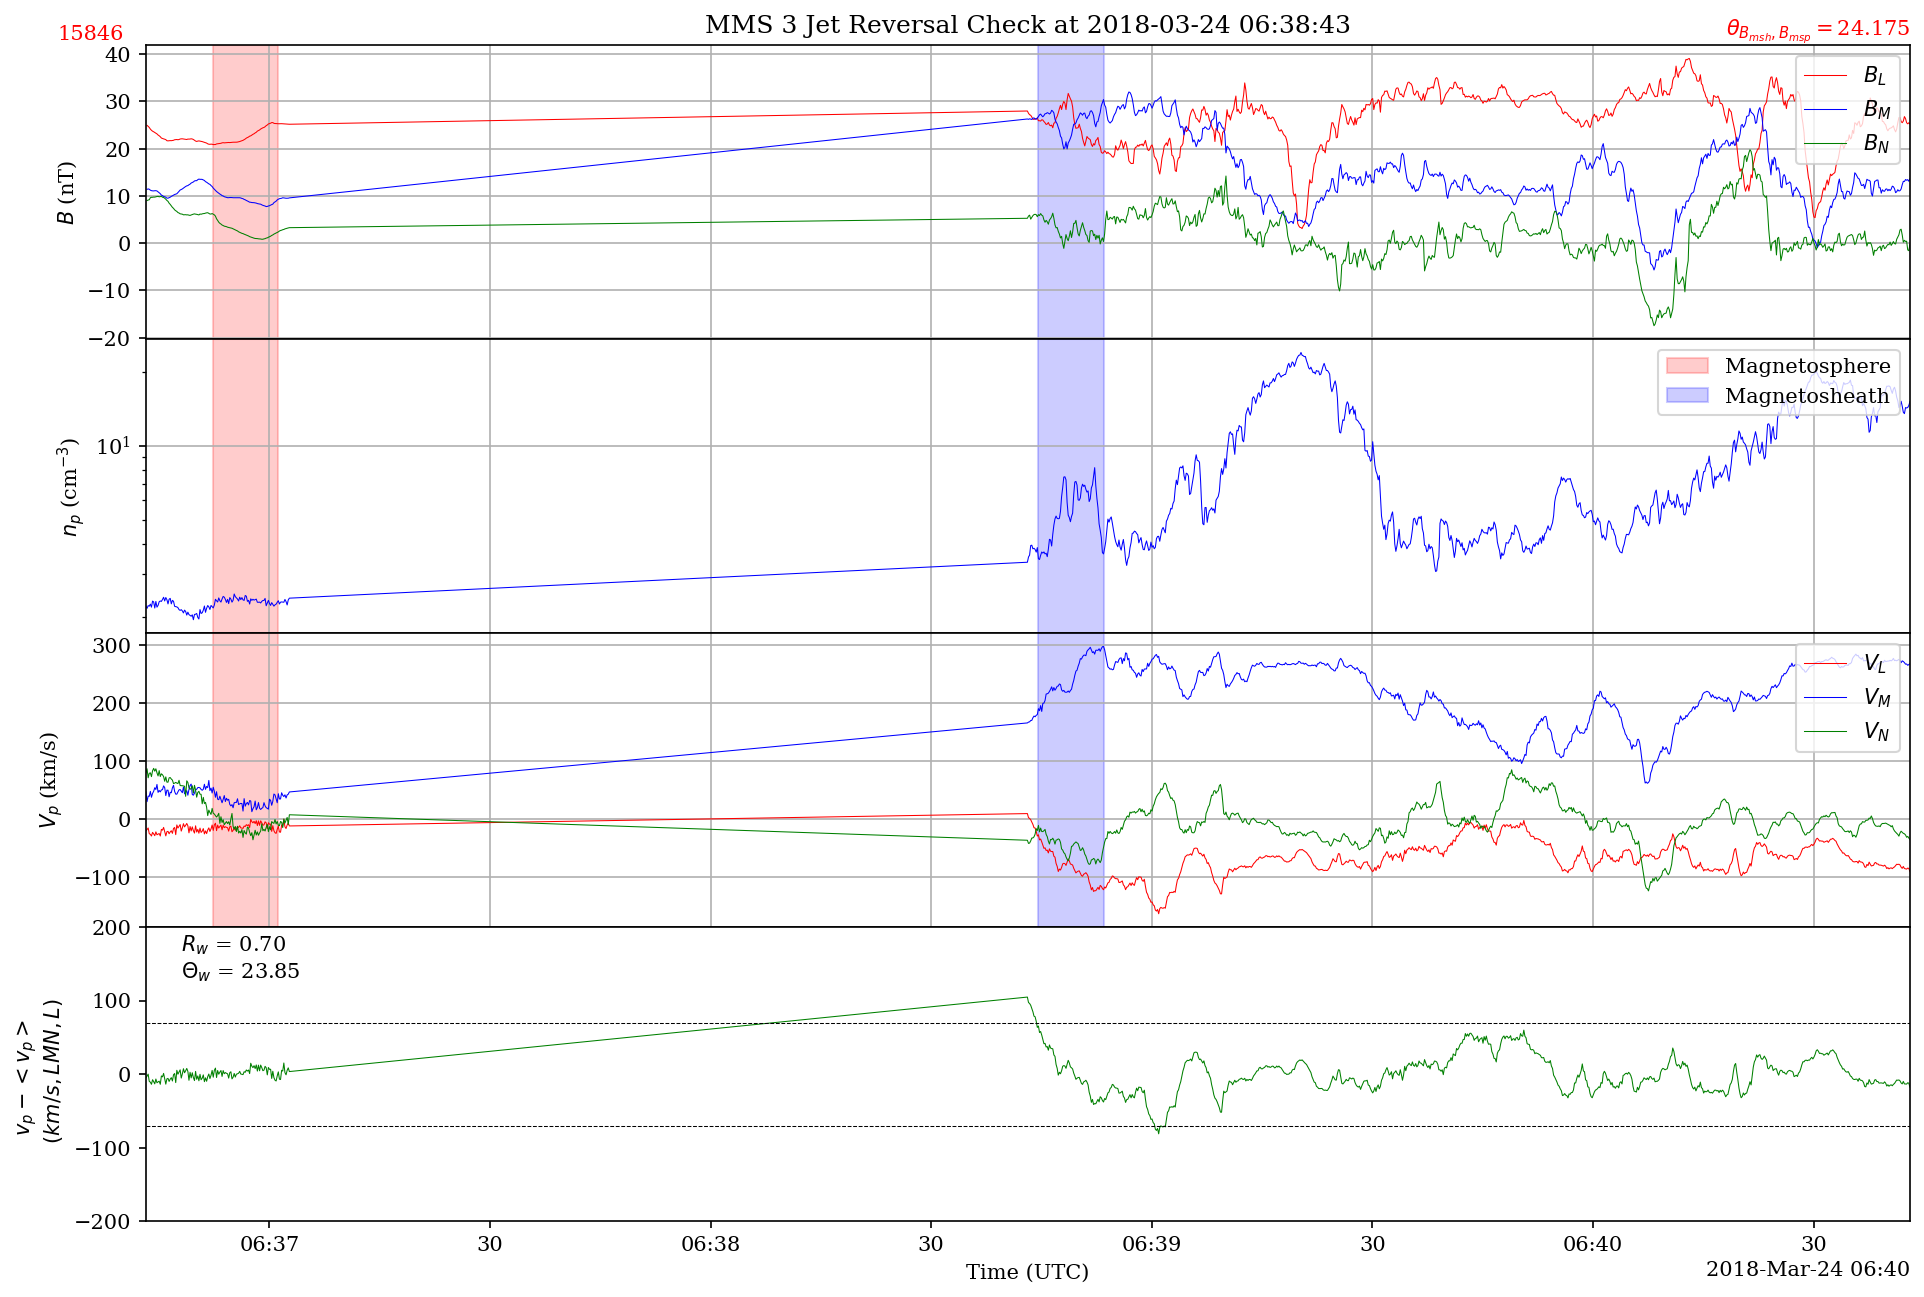 15846
MMS 3 Jet Reversal Check at 2018-03-24 06:38:43
θ_{B_{msh}, B_{msp}} = 24.175
40
30
20
10
0
−10
−20
B (nT)
B_L
B_M
B_N
10^1
n_p (cm^{−3})
Magnetosphere
Magnetosheath
300
200
100
0
−100
V_p (km/s)
V_L
V_M
V_N
200
100
0
−100
−200
v_p − < v_p >
(km/s, LMN, L)
R_w = 0.70
Θ_w = 23.85
06:37
30
06:38
30
06:39
30
06:40
30
Time (UTC)
2018-Mar-24 06:40